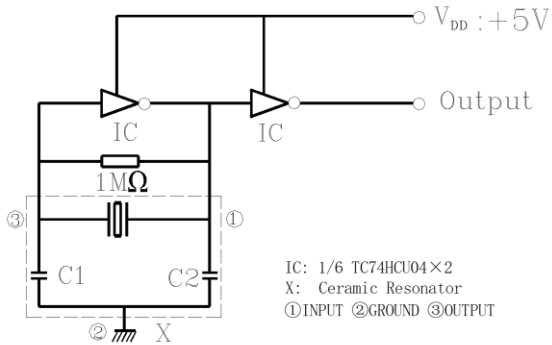 V_DD :+5V
Output
IC
IC
1MΩ
③
①
C1
C2
② X
IC: 1/6 TC74HCU04×2
X: Ceramic Resonator
①INPUT ②GROUND ③OUTPUT